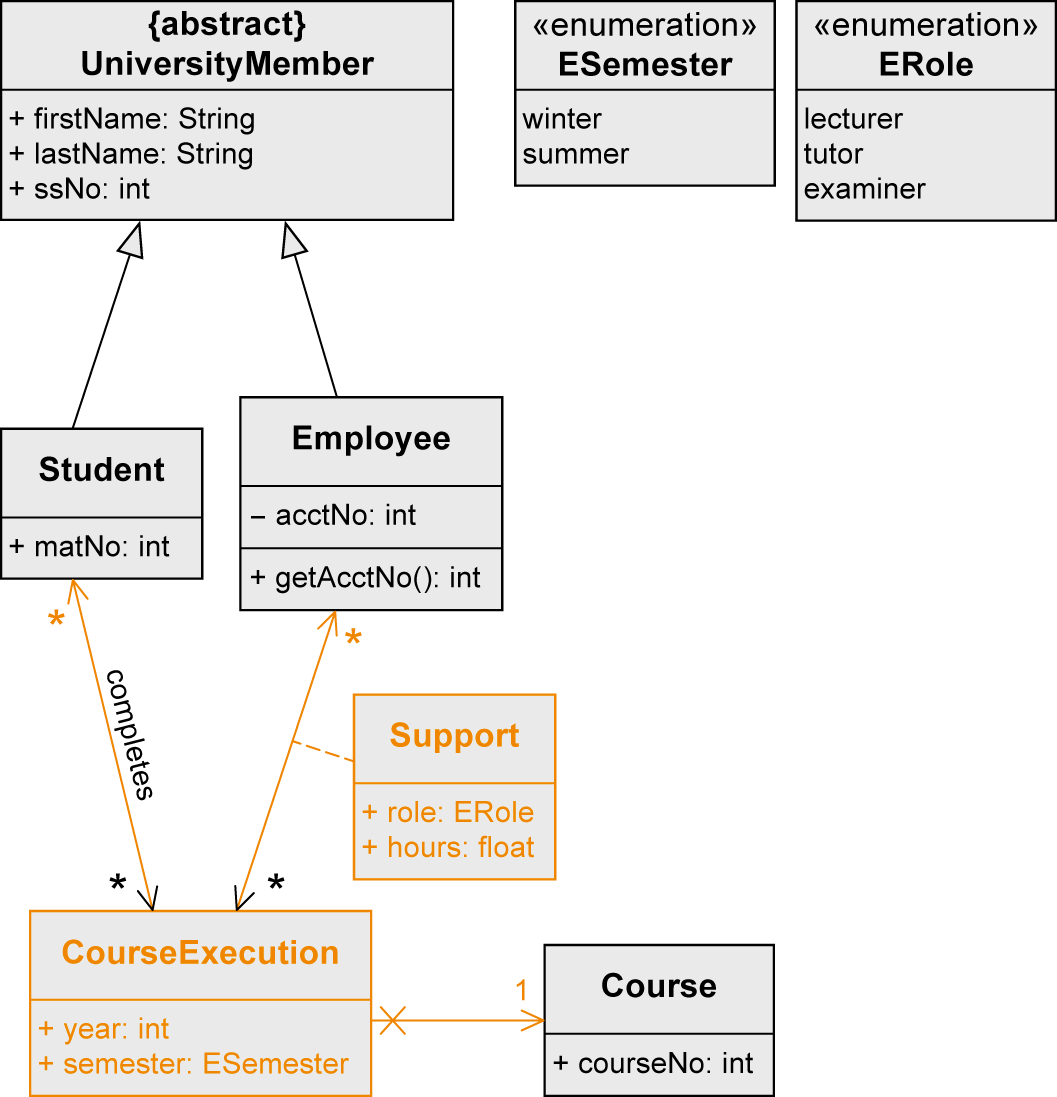 {abstract}
UniversityMember
+ firstName: String
+ lastName: String
+ ssNo: int
«enumeration»
ESemester
winter
summer
«enumeration»
ERole
lecturer
tutor
examiner
Student
+ matNo: int
Employee
– acctNo: int
+ getAcctNo(): int
*
*
completes
Support
+ role: ERole
+ hours: float
*
*
CourseExecution
+ year: int
+ semester: ESemester
1
Course
+ courseNo: int